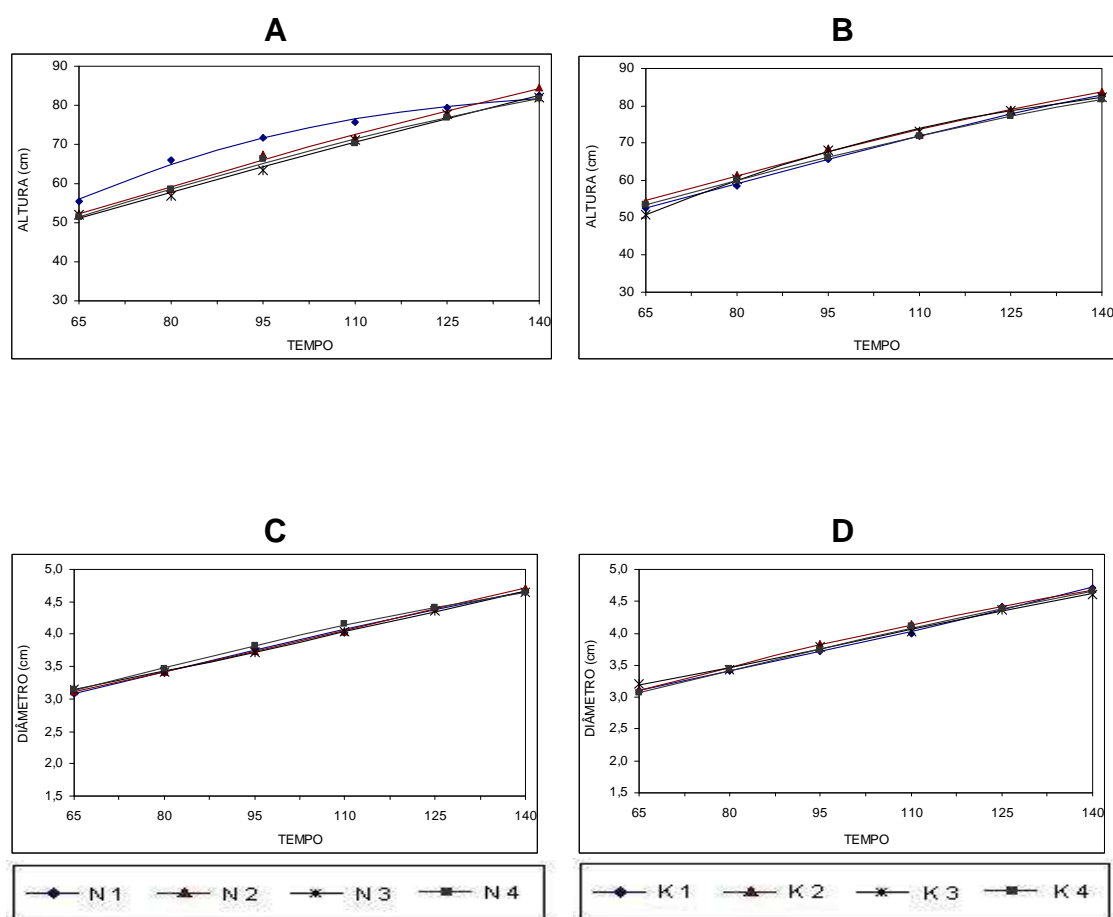 A
90
80
70
60
50
40
30
ALTURA (cm)
65 80 95 110 125 140
TEMPO
B
90
80
70
60
50
40
30
ALTURA (cm)
65 80 95 110 125 140
TEMPO
C
5,0
4,5
4,0
3,5
3,0
2,5
2,0
1,5
DIÂMETRO (cm)
65 80 95 110 125 140
TEMPO
D
5,0
4,5
4,0
3,5
3,0
2,5
2,0
1,5
DIÂMETRO (cm)
65 80 95 110 125 140
TEMPO
N 1 N 2 N 3 N 4
K 1 K 2 K 3 K 4